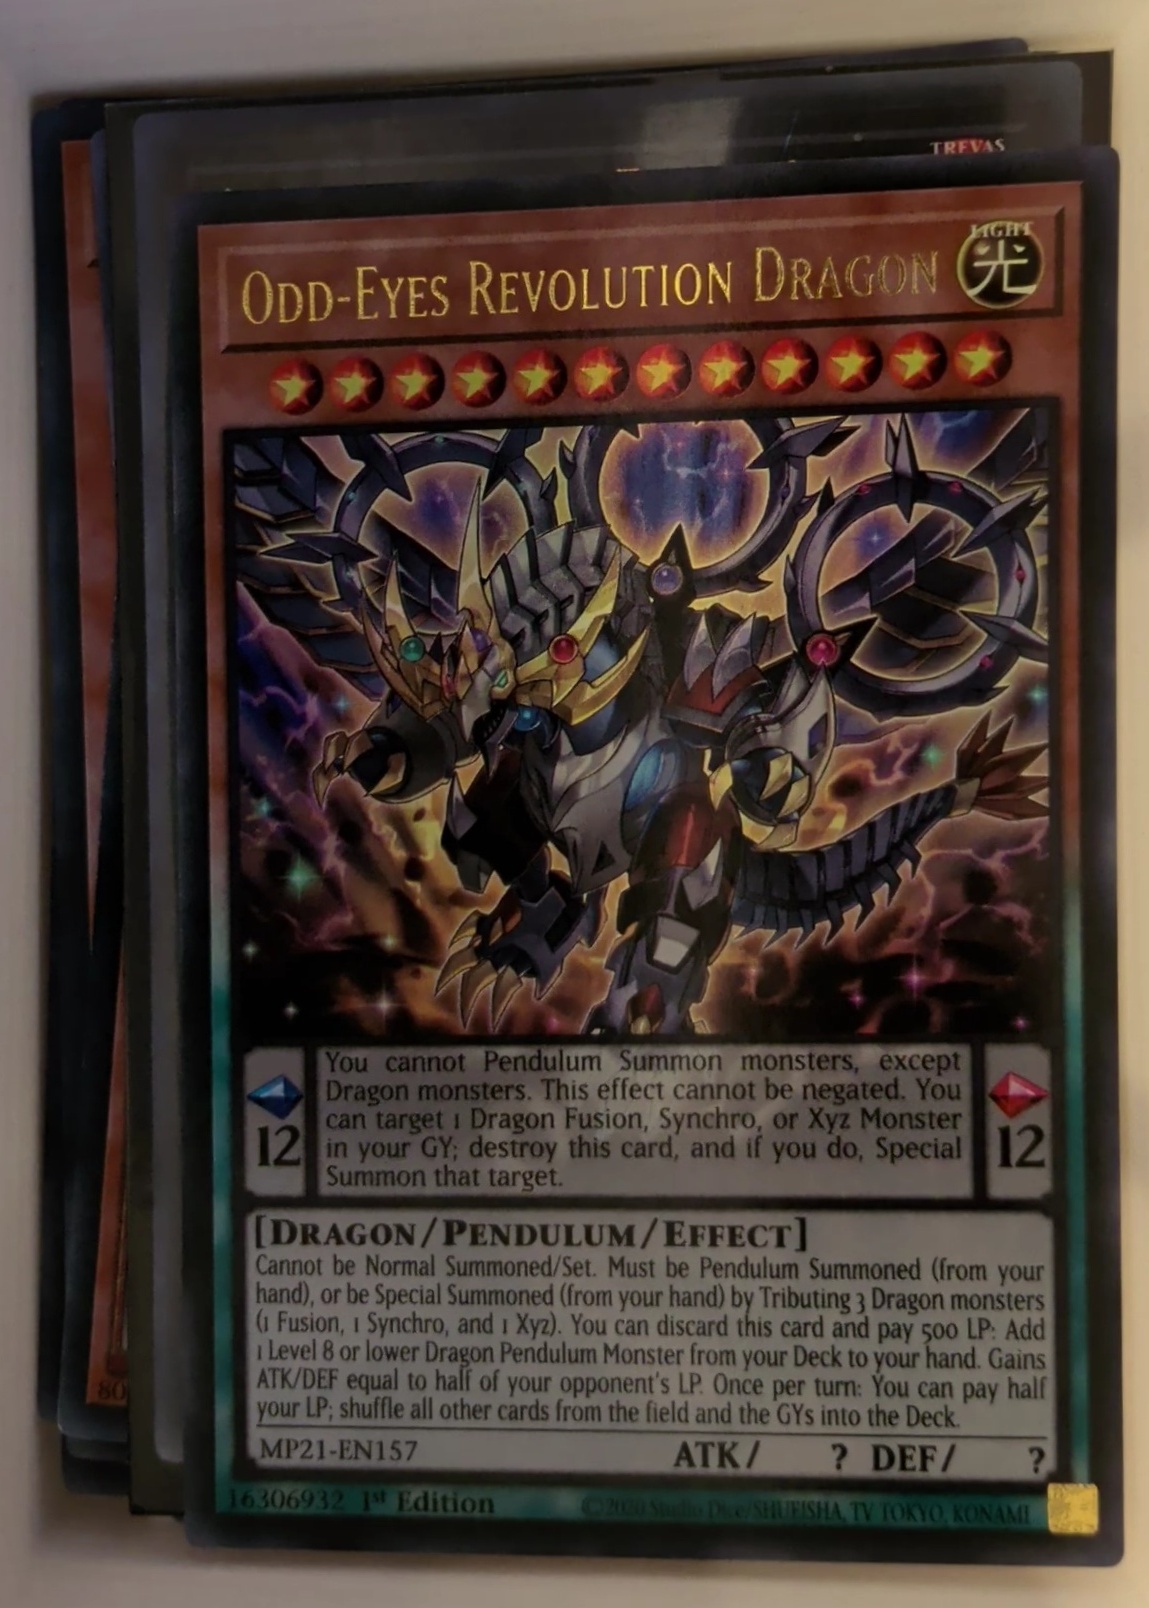 TREVAS
LIGHT
光
ODD-EYES REVOLUTION DRAGON
You cannot Pendulum Summon monsters, except
Dragon monsters. This effect cannot be negated. You
can target 1 Dragon Fusion, Synchro, or Xyz Monster
in your GY; destroy this card, and if you do, Special
Summon that target.
12
12
[DRAGON/PENDULUM/EFFECT]
Cannot be Normal Summoned/Set. Must be Pendulum Summoned (from your
hand), or be Special Summoned (from your hand) by Tributing 3 Dragon monsters
(1 Fusion, 1 Synchro, and 1 Xyz). You can discard this card and pay 500 LP: Add
1 Level 8 or lower Dragon Pendulum Monster from your Deck to your hand. Gains
ATK/DEF equal to half of your opponent's LP. Once per turn: You can pay half
your LP; shuffle all other cards from the field and the GYs into the Deck.
80
MP21-EN157 ATK/ ? DEF/ ?
16306932 1st Edition ©2020 Studio Dice/SHUEISHA, TV TOKYO, KONAMI